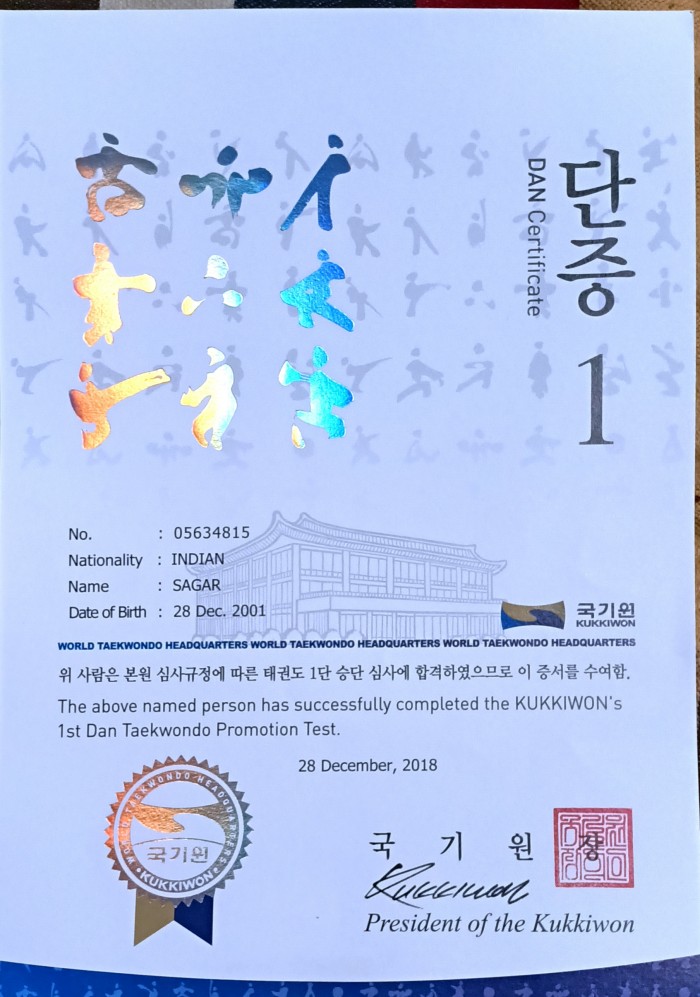 단증
DAN Certificate
1
No. : 05634815
Nationality : INDIAN
Name : SAGAR
Date of Birth : 28 Dec. 2001
국기원
KUKKIWON
WORLD TAEKWONDO HEADQUARTERS WORLD TAEKWONDO HEADQUARTERS WORLD TAEKWONDO HEADQUARTERS
위 사람은 본원 심사규정에 따른 태권도 1단 승단 심사에 합격하였으므로 이 증서를 수여함.
The above named person has successfully completed the KUKKIWON's
1st Dan Taekwondo Promotion Test.
28 December, 2018
WORLD TAEKWONDO HEADQUARTERS
국기원
KUKKIWON
국 기 원 장
Kukkiwon
President of the Kukkiwon